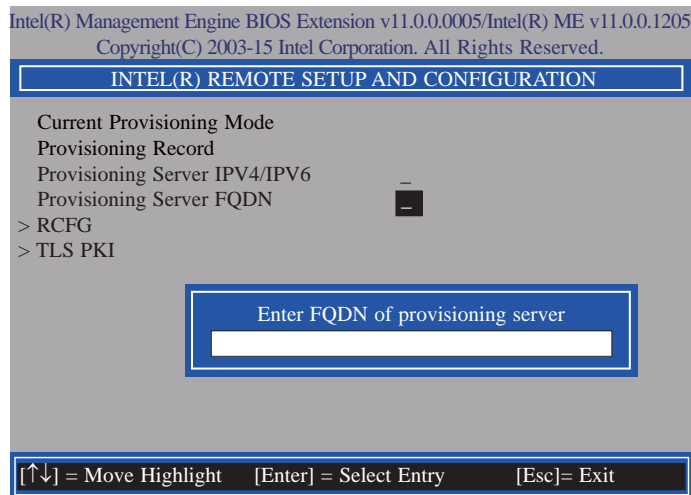 Intel(R) Management Engine BIOS Extension v11.0.0.0005/Intel(R) ME v11.0.0.1205
Copyright(C) 2003-15 Intel Corporation. All Rights Reserved.
INTEL(R) REMOTE SETUP AND CONFIGURATION
Current Provisioning Mode
Provisioning Record
Provisioning Server IPV4/IPV6 _
Provisioning Server FQDN _
> RCFG
> TLS PKI
Enter FQDN of provisioning server
[↑↓] = Move Highlight [Enter] = Select Entry [Esc]= Exit